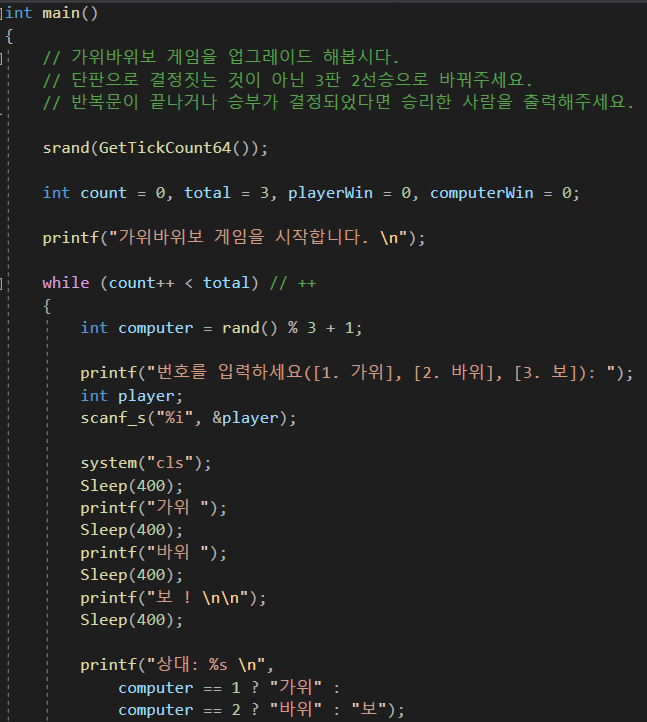 int main()
{
// 가위바위보 게임을 업그레이드 해봅시다.
// 단판으로 결정짓는 것이 아닌 3판 2선승으로 바꿔주세요.
// 반복문이 끝나거나 승부가 결정되었다면 승리한 사람을 출력해주세요.
srand(GetTickCount64());
int count = 0, total = 3, playerWin = 0, computerWin = 0;
printf("가위바위보 게임을 시작합니다. \n");
while (count++ < total) // ++
{
int computer = rand() % 3 + 1;
printf("번호를 입력하세요([1. 가위], [2. 바위], [3. 보]): ");
int player;
scanf_s("%i", &player);
system("cls");
Sleep(400);
printf("가위 ");
Sleep(400);
printf("바위 ");
Sleep(400);
printf("보 ! \n\n");
Sleep(400);
printf("상대: %s \n",
computer == 1 ? "가위" :
computer == 2 ? "바위" : "보");